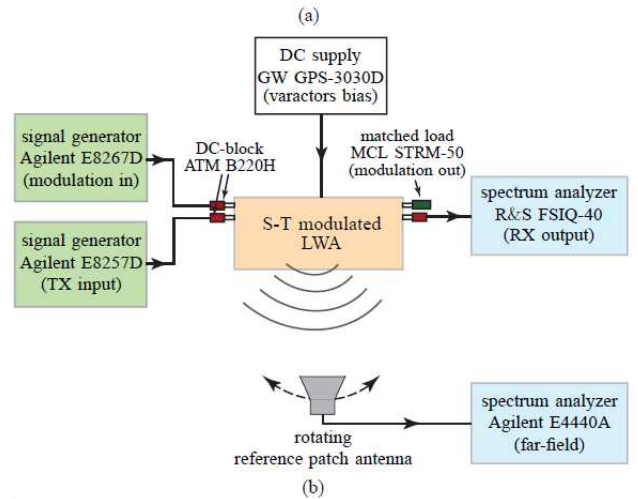 (a)
DC supply
GW GPS-3030D
(varactors bias)
signal generator
Agilent E8267D
(modulation in)
DC-block
ATM B220H
matched load
MCL STRM-50
(modulation out)
spectrum analyzer
R&S FSIQ-40
(RX output)
S-T modulated
LWA
signal generator
Agilent E8257D
(TX input)
rotating
reference patch antenna
spectrum analyzer
Agilent E4440A
(far-field)
(b)